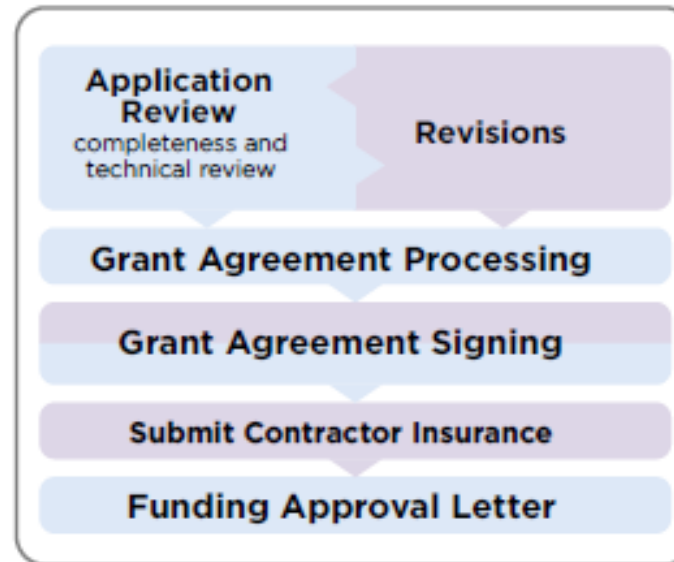 Application
Review
completeness and
technical review
Revisions
Grant Agreement Processing
Grant Agreement Signing
Submit Contractor Insurance
Funding Approval Letter